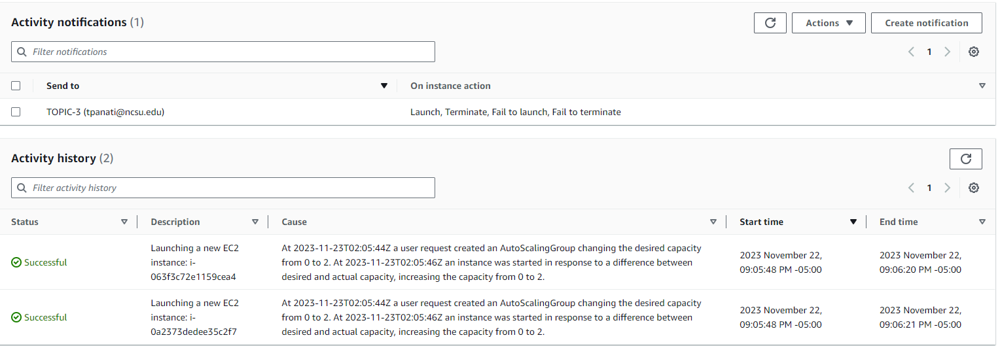 Activity notifications (1)
Actions
Create notification
Filter notifications
1
Send to
On instance action
TOPIC-3 (tpanati@ncsu.edu)
Launch, Terminate, Fail to launch, Fail to terminate
Activity history (2)
Filter activity history
1
Status
Description
Cause
Start time
End time
Successful
Launching a new EC2
instance: i-
063f3c72e1159cea4
At 2023-11-23T02:05:44Z a user request created an AutoScalingGroup changing the desired capacity
from 0 to 2. At 2023-11-23T02:05:46Z an instance was started in response to a difference between
desired and actual capacity, increasing the capacity from 0 to 2.
2023 November 22,
09:05:48 PM -05:00
2023 November 22,
09:06:20 PM -05:00
Successful
Launching a new EC2
instance: i-
0a2373dedee35c2f7
At 2023-11-23T02:05:44Z a user request created an AutoScalingGroup changing the desired capacity
from 0 to 2. At 2023-11-23T02:05:46Z an instance was started in response to a difference between
desired and actual capacity, increasing the capacity from 0 to 2.
2023 November 22,
09:05:48 PM -05:00
2023 November 22,
09:06:21 PM -05:00